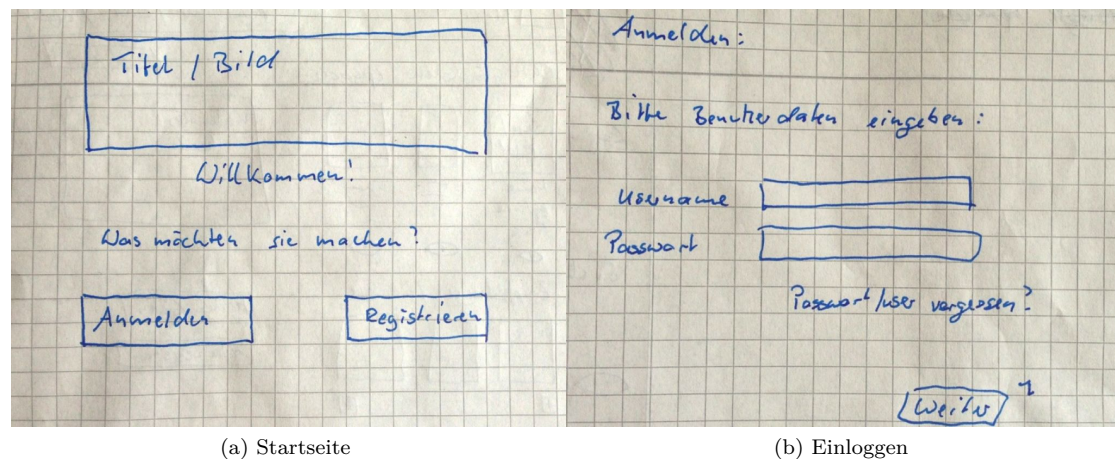 Titel / Bild
Willkommen!
Was möchten sie machen?
Anmelden
Registrieren
(a) Startseite
Anmelden:
Bitte Benutzerdaten eingeben:
Username
Passwort
Passwort/user vergessen?
Weiter 1
(b) Einloggen